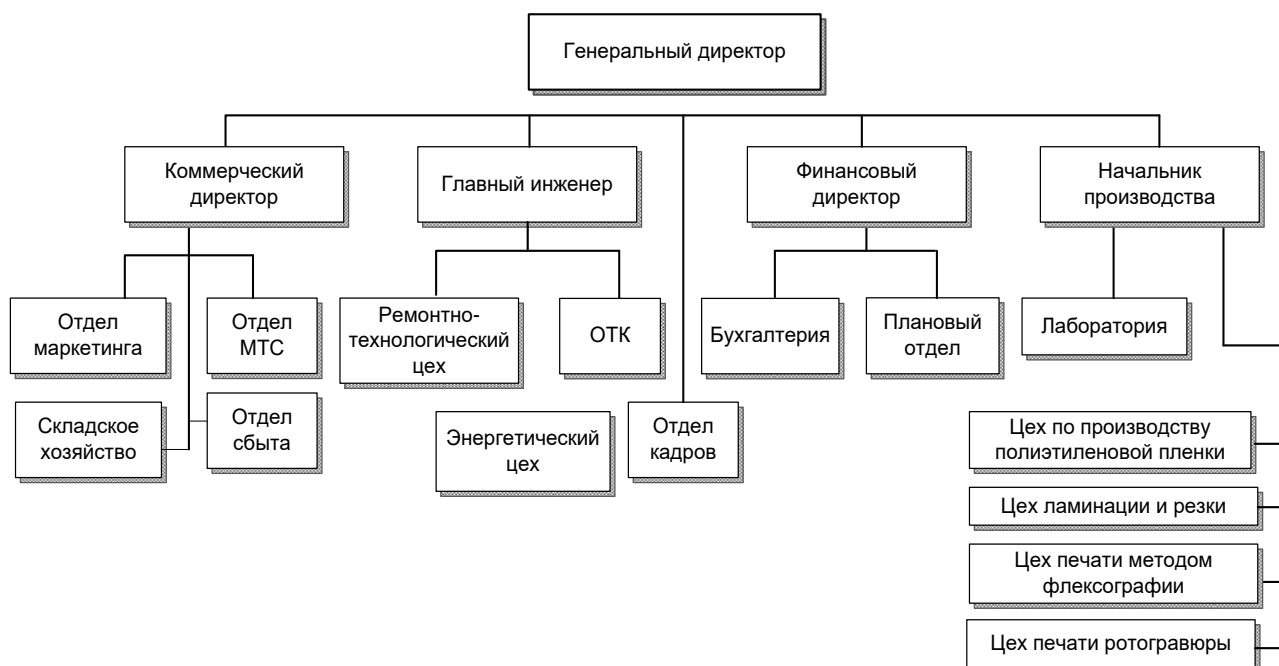 Генеральный директор
Коммерческий
директор
Главный инженер
Финансовый
директор
Начальник
производства
Отдел
маркетинга
Отдел
МТС
Ремонтно-
технологический
цех
ОТК
Бухгалтерия
Плановый
отдел
Лаборатория
Складское
хозяйство
Отдел
сбыта
Энергетический
цех
Отдел
кадров
Цех по производству
полиэтиленовой пленки
Цех ламинации и резки
Цех печати методом
флексографии
Цех печати ротогравюры